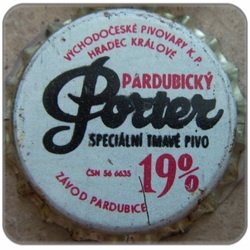 VÝCHODOČESKÉ PIVOVARY K.P.
HRADEC KRÁLOVÉ
PARDUBICKÝ
Porter
SPECIÁLNÍ TMAVÉ PIVO
ČSN 56 6635
19%
ZÁVOD PARDUBICE